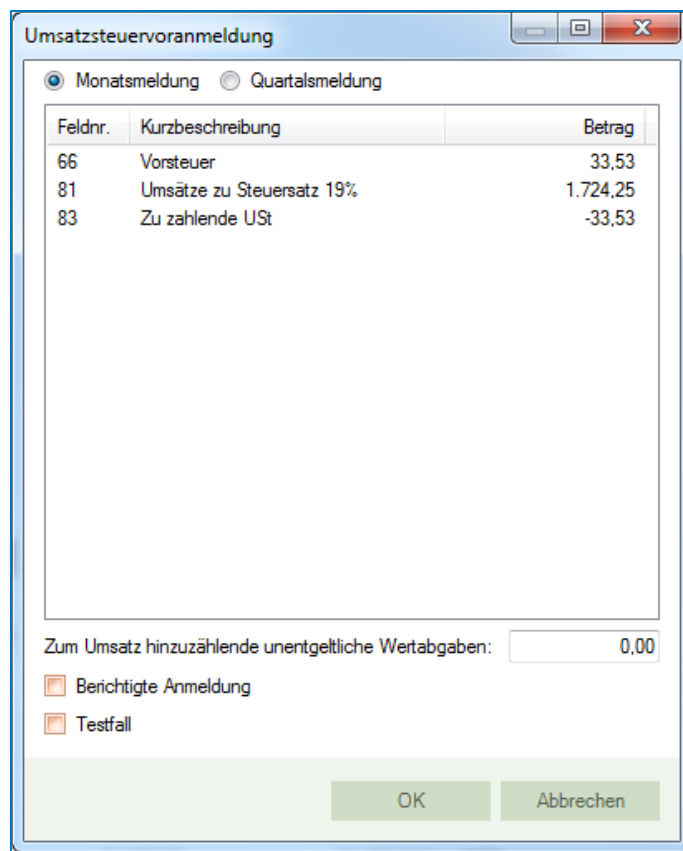 Umsatzsteuervoranmeldung
Monatsmeldung Quartalsmeldung
Feldnr. Kurzbeschreibung Betrag
66 Vorsteuer 33,53
81 Umsätze zu Steuersatz 19% 1.724,25
83 Zu zahlende USt -33,53
Zum Umsatz hinzuzählende unentgeltliche Wertabgaben: 0,00
Berichtigte Anmeldung
Testfall
OK Abbrechen